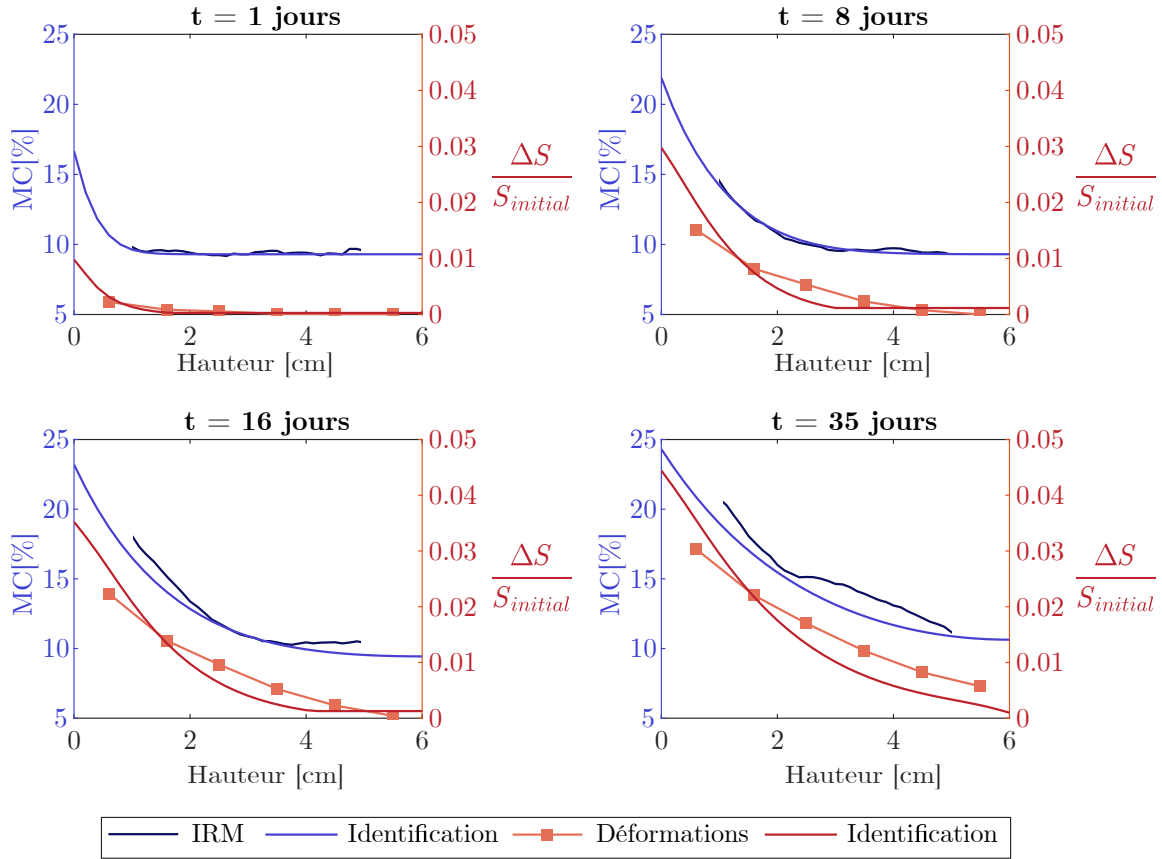 t = 1 jours
25
20
15
10
5
MC[%]
0.05
0.04
0.03
0.02
0.01
0
ΔS
S_initial
0 2 4 6
Hauteur [cm]
t = 8 jours
25
20
15
10
5
MC[%]
0.05
0.04
0.03
0.02
0.01
0
ΔS
S_initial
0 2 4 6
Hauteur [cm]
t = 16 jours
25
20
15
10
5
MC[%]
0.05
0.04
0.03
0.02
0.01
0
ΔS
S_initial
0 2 4 6
Hauteur [cm]
t = 35 jours
25
20
15
10
5
MC[%]
0.05
0.04
0.03
0.02
0.01
0
ΔS
S_initial
0 2 4 6
Hauteur [cm]
IRM Identification Déformations Identification